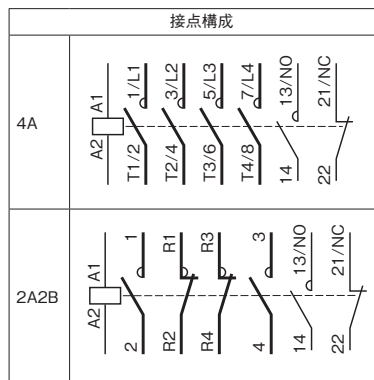 接点構成
4A
A1 1/L1 3/L2 5/L3 7/L4 13/NO 21/NC
A2 T1/2 T2/4 T3/6 T4/8 14 22
2A2B
A1 1 R1 R3 3 13/NO 21/NC
A2 2 R2 R4 4 14 22